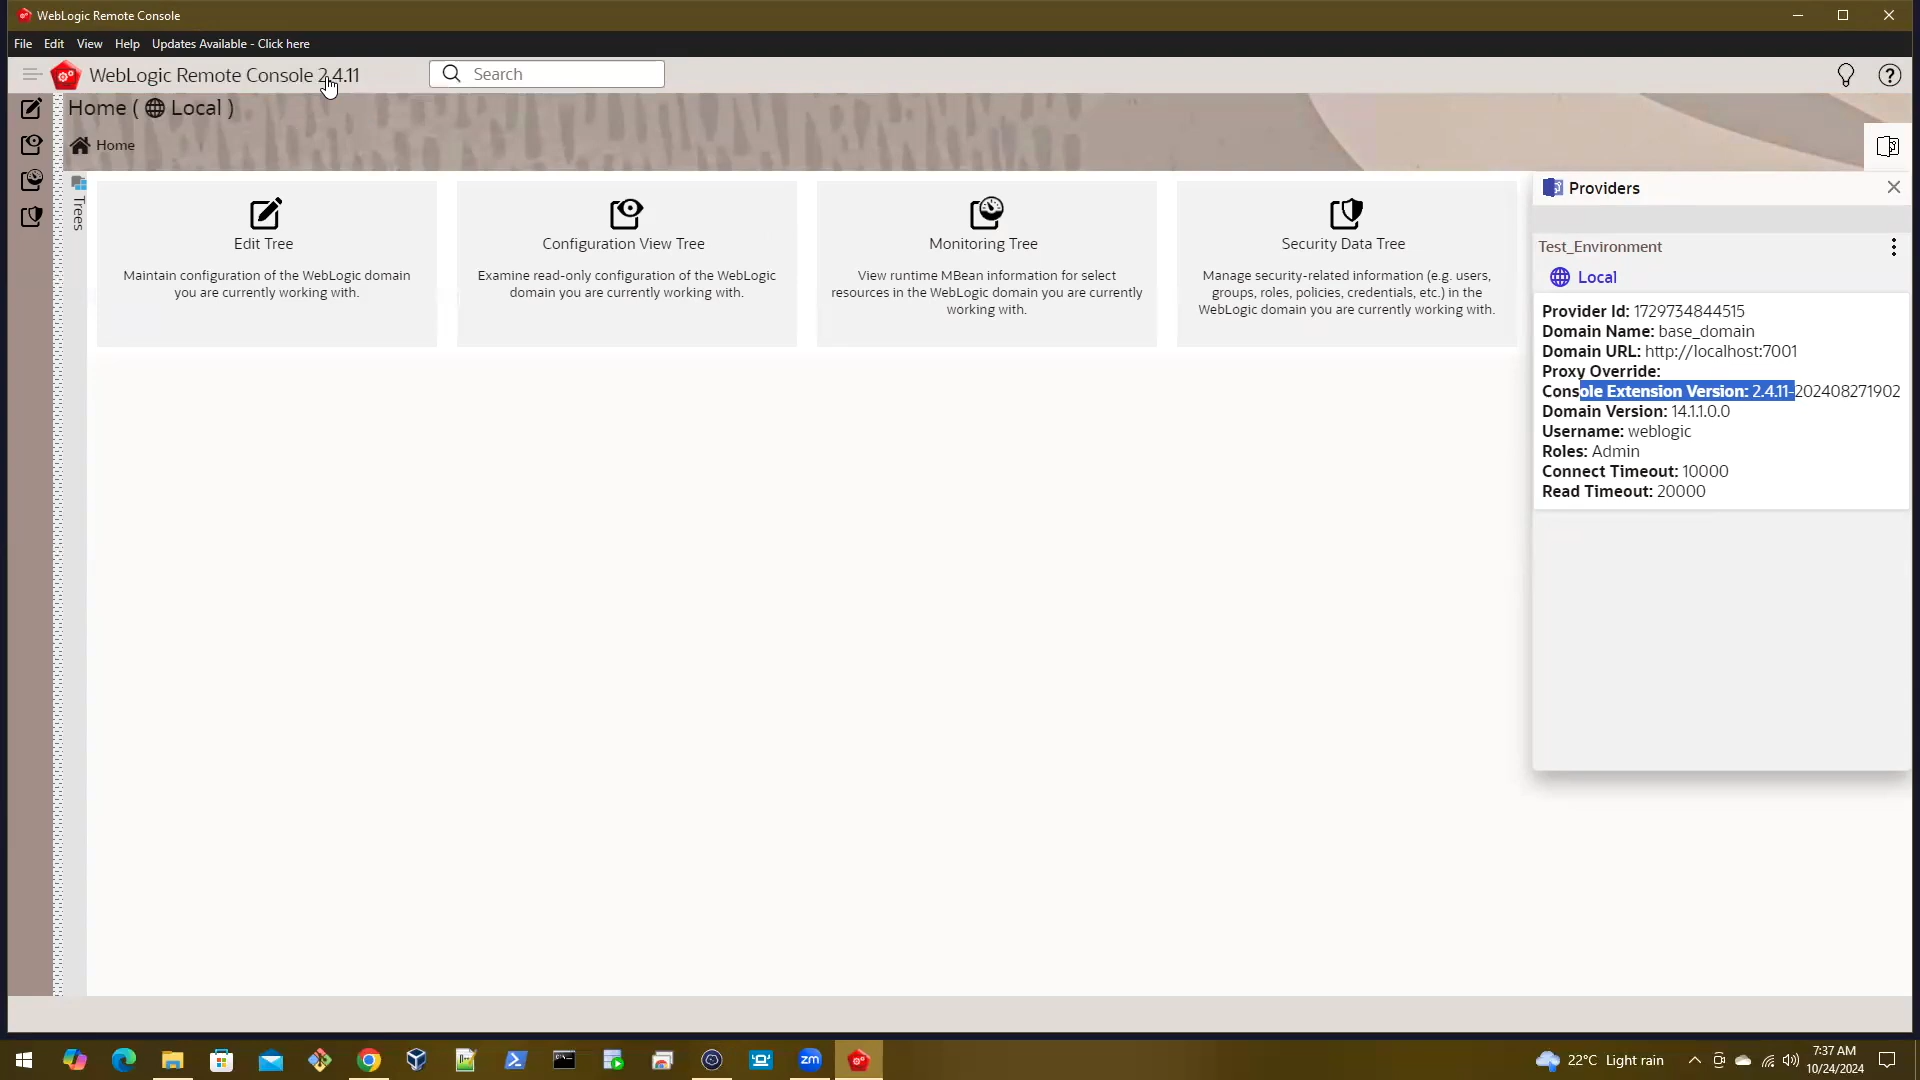 WebLogic Remote Console
File Edit View Help Updates Available - Click here
WebLogic Remote Console 2.4.11
Search
Home ( Local )
Home
Trees
Edit Tree
Maintain configuration of the WebLogic domain
you are currently working with.
Configuration View Tree
Examine read-only configuration of the WebLogic
domain you are currently working with.
Monitoring Tree
View runtime MBean information for select
resources in the WebLogic domain you are currently
working with.
Security Data Tree
Manage security-related information (e.g. users,
groups, roles, policies, credentials, etc.) in the
WebLogic domain you are currently working with.
Providers
Test_Environment
Local
Provider Id: 1729734844515
Domain Name: base_domain
Domain URL: http://localhost:7001
Proxy Override:
Console Extension Version: 2.4.11-202408271902
Domain Version: 14.1.1.0.0
Username: weblogic
Roles: Admin
Connect Timeout: 10000
Read Timeout: 20000
zm
22°C Light rain
7:37 AM
10/24/2024